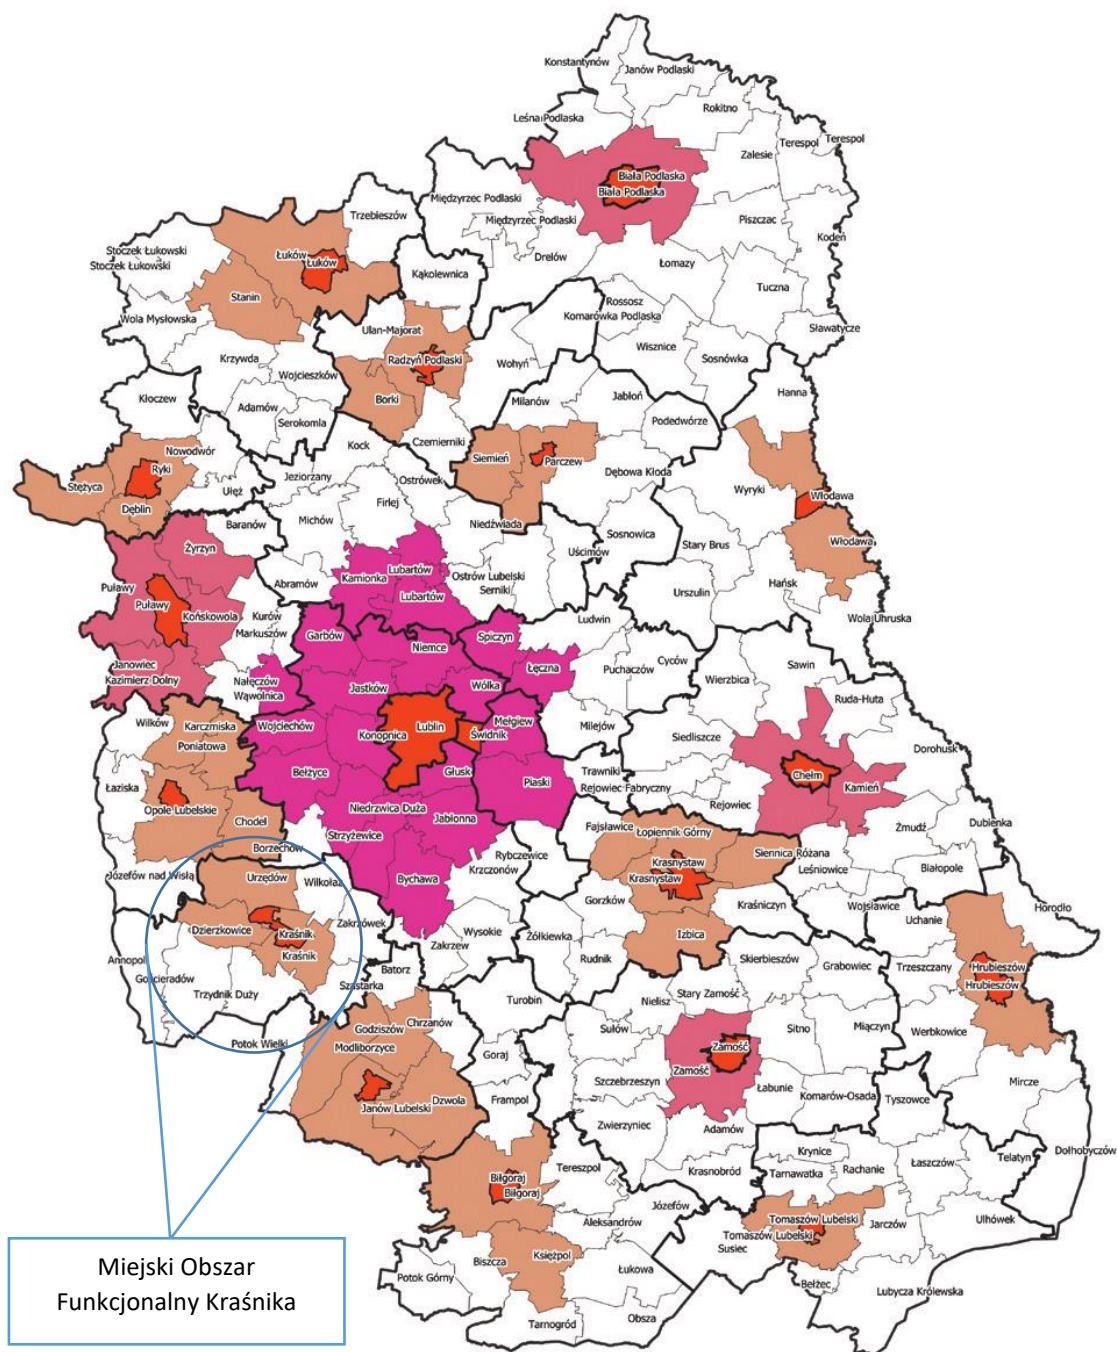 Konstantynów
Janów Podlaski
Rokitno
Leśna Podlaska
Terespol
Terespol
Zalesie
Biała Podlaska
Biała Podlaska
Międzyrzec Podlaski
Trzebieszów
Międzyrzec Podlaski
Piszczac
Kodeń
Stoczek Łukowski
Stoczek Łukowski
Łuków
Łuków
Drelów
Łomazy
Kąkolewnica
Tuczna
Stanin
Rossosz
Komarówka Podlaska
Wola Mysłowska
Ulan-Majorat
Sławatycze
Wisznice
Sosnówka
Krzywda
Radzyń Podlaski
Wohyń
Wojcieszków
Hanna
Kłoczew
Borki
Milanów
Jabłoń
Adamów
Serokomla
Podedwórze
Czemierniki
Kock
Nowodwór
Siemień
Parczew
Ryki
Dębowa Kłoda
Jeziorzany
Ostrówek
Stężyca
Ułęż
Wyryki
Włodawa
Firlej
Dęblin
Michów
Niedźwiada
Baranów
Sosnowica
Włodawa
Żyrzyn
Uścimów
Stary Brus
Lubartów
Kamionka
Ostrów Lubelski
Serniki
Abramów
Hańsk
Puławy
Puławy
Lubartów
Urszulin
Końskowola
Kurów
Ludwin
Wola Uhruska
Markuszów
Garbów
Spiczyn
Niemce
Janowiec
Kazimierz Dolny
Łęczna
Puchaczów
Cyców
Sawin
Wierzbica
Nałęczów
Wąwolnica
Jastków
Wólka
Ruda-Huta
Wilków
Karczmiska
Wojciechów
Lublin
Mełgiew
Milejów
Konopnica
Świdnik
Siedliszcze
Poniatowa
Dorohusk
Bełżyce
Głusk
Trawniki
Chełm
Łaziska
Piaski
Rejowiec Fabryczny
Kamień
Rejowiec
Opole Lubelskie
Niedrzwica Duża
Chodel
Jabłonna
Fajsławice
Łopiennik Górny
Dubienka
Strzyżewice
Żmudź
Borzechów
Rybczewice
Siennica Różana
Krasnystaw
Krzczonów
Leśniowice
Białopole
Józefów nad Wisłą
Urzędów
Wilkołaz
Bychawa
Krasnystaw
Gorzków
Kraśniczyn
Wojsławice
Horodło
Uchanie
Zakrzówek
Dzierzkowice
Kraśnik
Wysokie
Żółkiewka
Izbica
Zakrzew
Kraśnik
Annopol
Rudnik
Skierbieszów
Grabowiec
Trzeszczany
Hrubieszów
Batorz
Gościeradów
Szastarka
Hrubieszów
Trzydnik Duży
Nielisz
Stary Zamość
Turobin
Chrzanów
Godziszów
Sułów
Sitno
Miączyn
Werbkowice
Potok Wielki
Modliborzyce
Goraj
Zamość
Zamość
Szczebrzeszyn
Mircze
Łabunie
Komarów-Osada
Tyszowce
Frampol
Dzwola
Janów Lubelski
Zwierzyniec
Adamów
Dołhobyczów
Krynice
Telatyn
Łaszczów
Tereszpol
Krasnobród
Tarnawatka
Rachanie
Biłgoraj
Biłgoraj
Józefów
Aleksandrów
Tomaszów Lubelski
Jarczów
Ulhówek
Tomaszów Lubelski
Susiec
Księżpol
Biszcza
Łukowa
Potok Górny
Bełżec
Lubycza Królewska
Obsza
Tarnogród
Miejski Obszar
Funkcjonalny Kraśnika